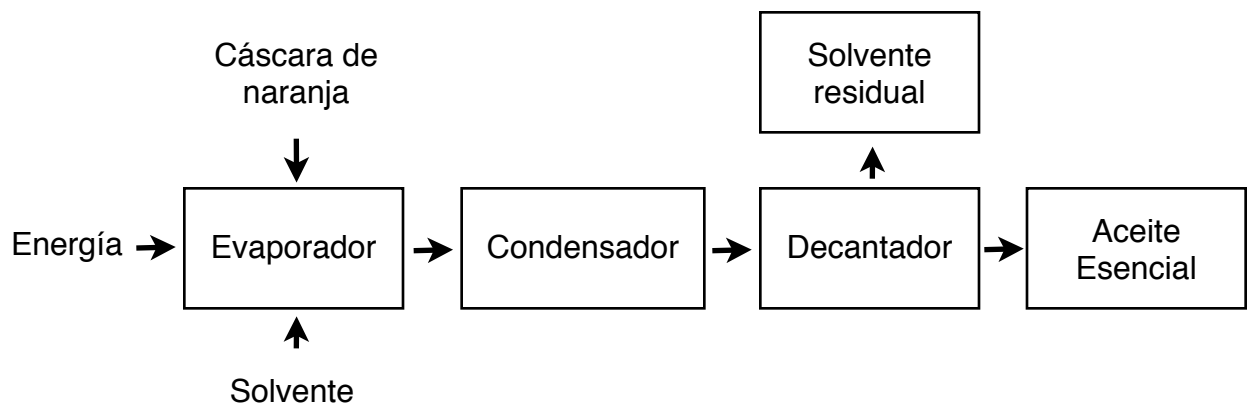 Cáscara de
naranja
Solvente
residual
Energía
Evaporador
Condensador
Decantador
Aceite
Esencial
Solvente